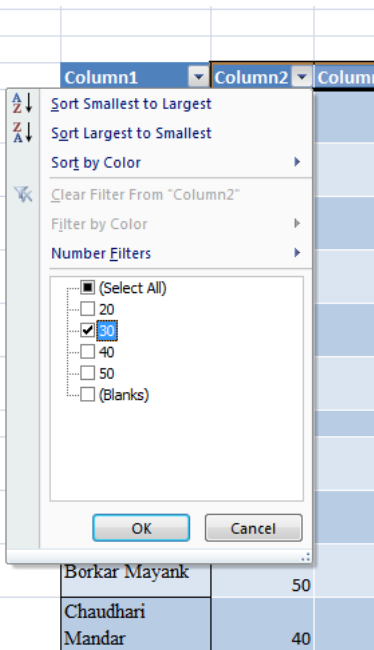 Column1 Column2 Colum
Sort Smallest to Largest
Sort Largest to Smallest
Sort by Color
Clear Filter From "Column2"
Filter by Color
Number Filters
(Select All)
20
30
40
50
(Blanks)
OK Cancel
Borkar Mayank 50
Chaudhari
Mandar 40